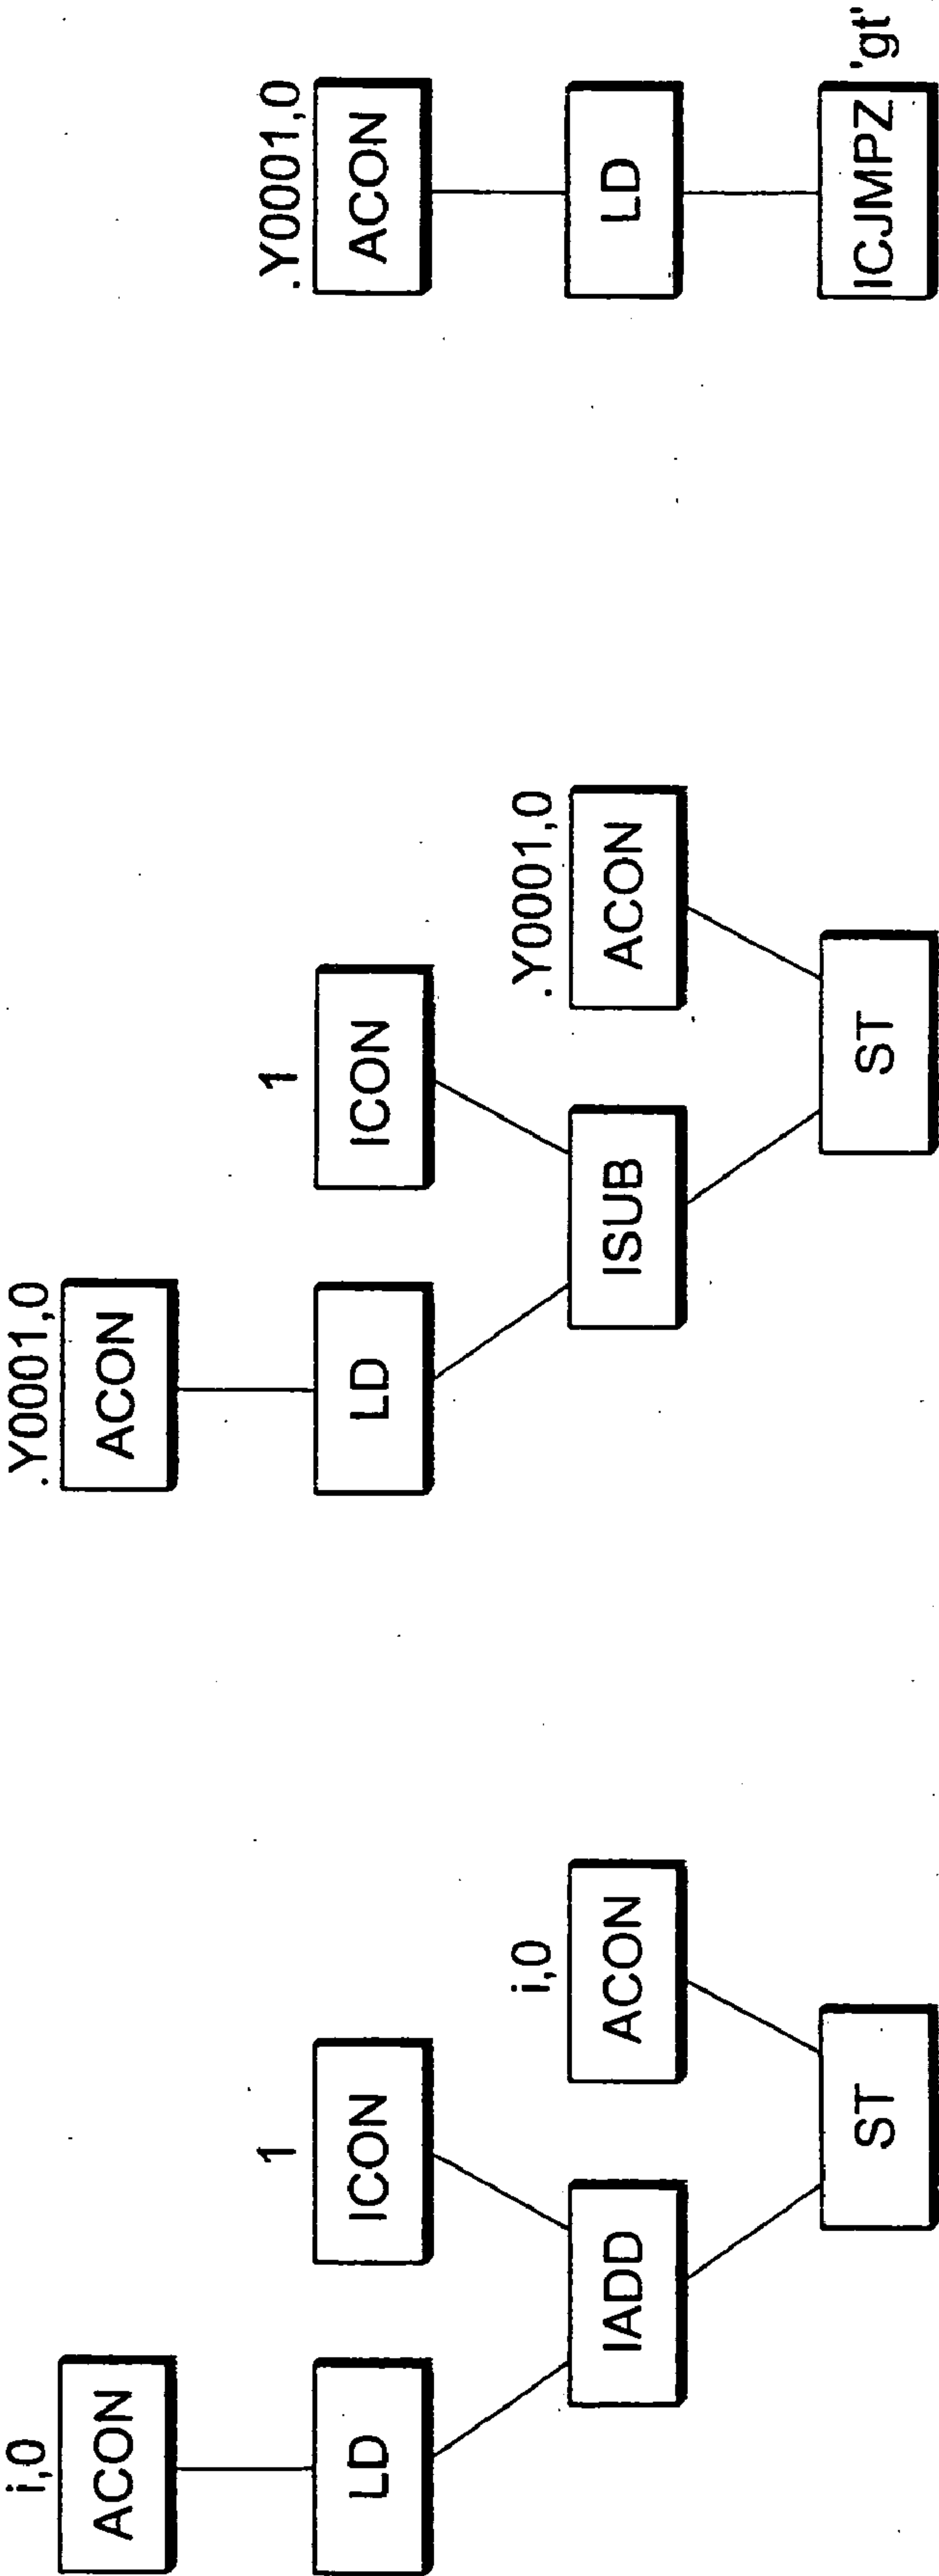 i,0
ACON
LD
1
ICON
IADD
i,0
ACON
ST
.Y0001,0
ACON
LD
1
ICON
ISUB
.Y0001,0
ACON
ST
.Y0001,0
ACON
LD
ICJMPZ 'gt'